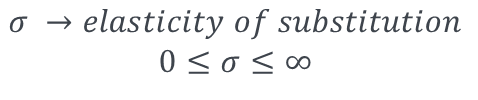 σ → elasticity of substitution
0 ≤ σ ≤ ∞